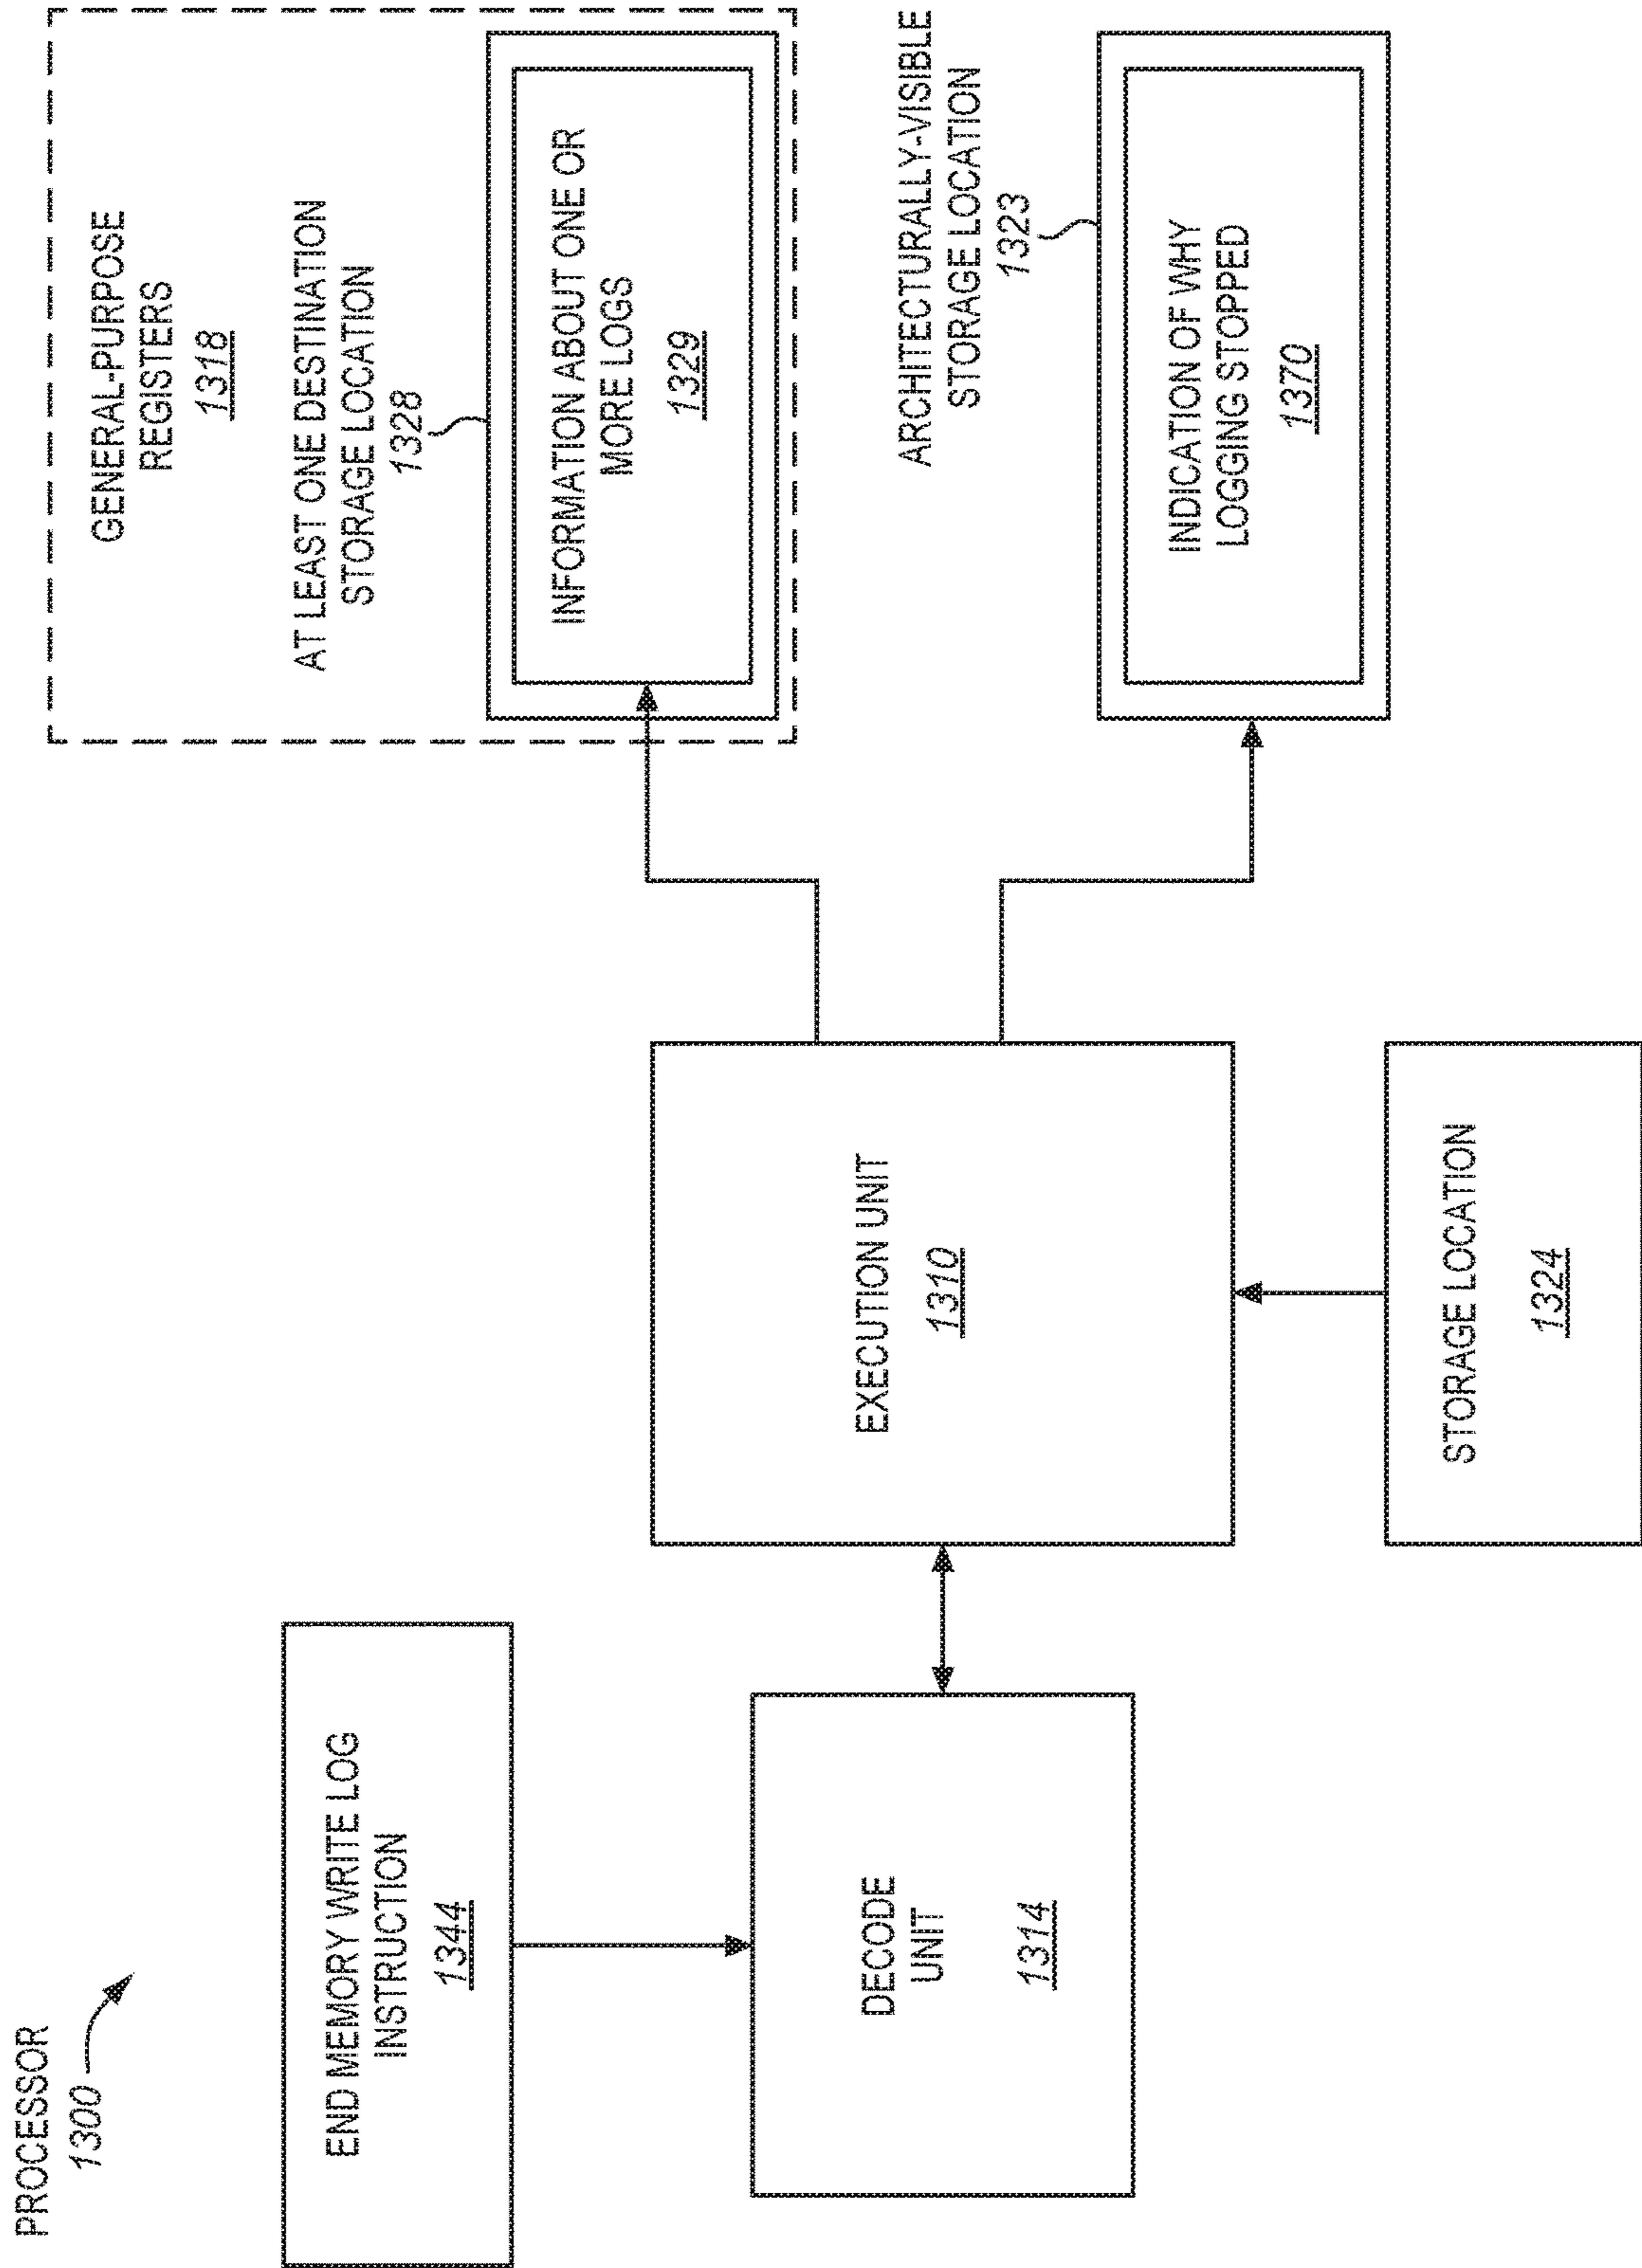 PROCESSOR
1300
END MEMORY WRITE LOG
INSTRUCTION
1344
DECODE
UNIT
1314
EXECUTION UNIT
1310
STORAGE LOCATION
1324
GENERAL-PURPOSE
REGISTERS
1318
AT LEAST ONE DESTINATION
STORAGE LOCATION
1328
INFORMATION ABOUT ONE OR
MORE LOGS
1329
ARCHITECTURALLY-VISIBLE
STORAGE LOCATION
1323
INDICATION OF WHY
LOGGING STOPPED
1370